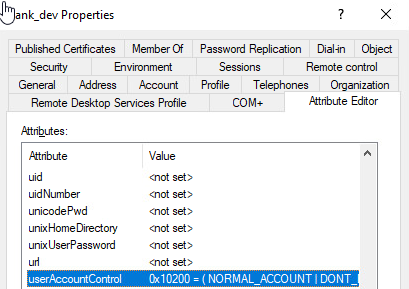 ank_dev Properties
Published Certificates Member Of Password Replication Dial-in Object
Security Environment Sessions Remote control
General Address Account Profile Telephones Organization
Remote Desktop Services Profile COM+ Attribute Editor
Attributes:
Attribute Value
uid <not set>
uidNumber <not set>
unicodePwd <not set>
unixHomeDirectory <not set>
unixUserPassword <not set>
url <not set>
userAccountControl 0x10200 = ( NORMAL_ACCOUNT | DONT_